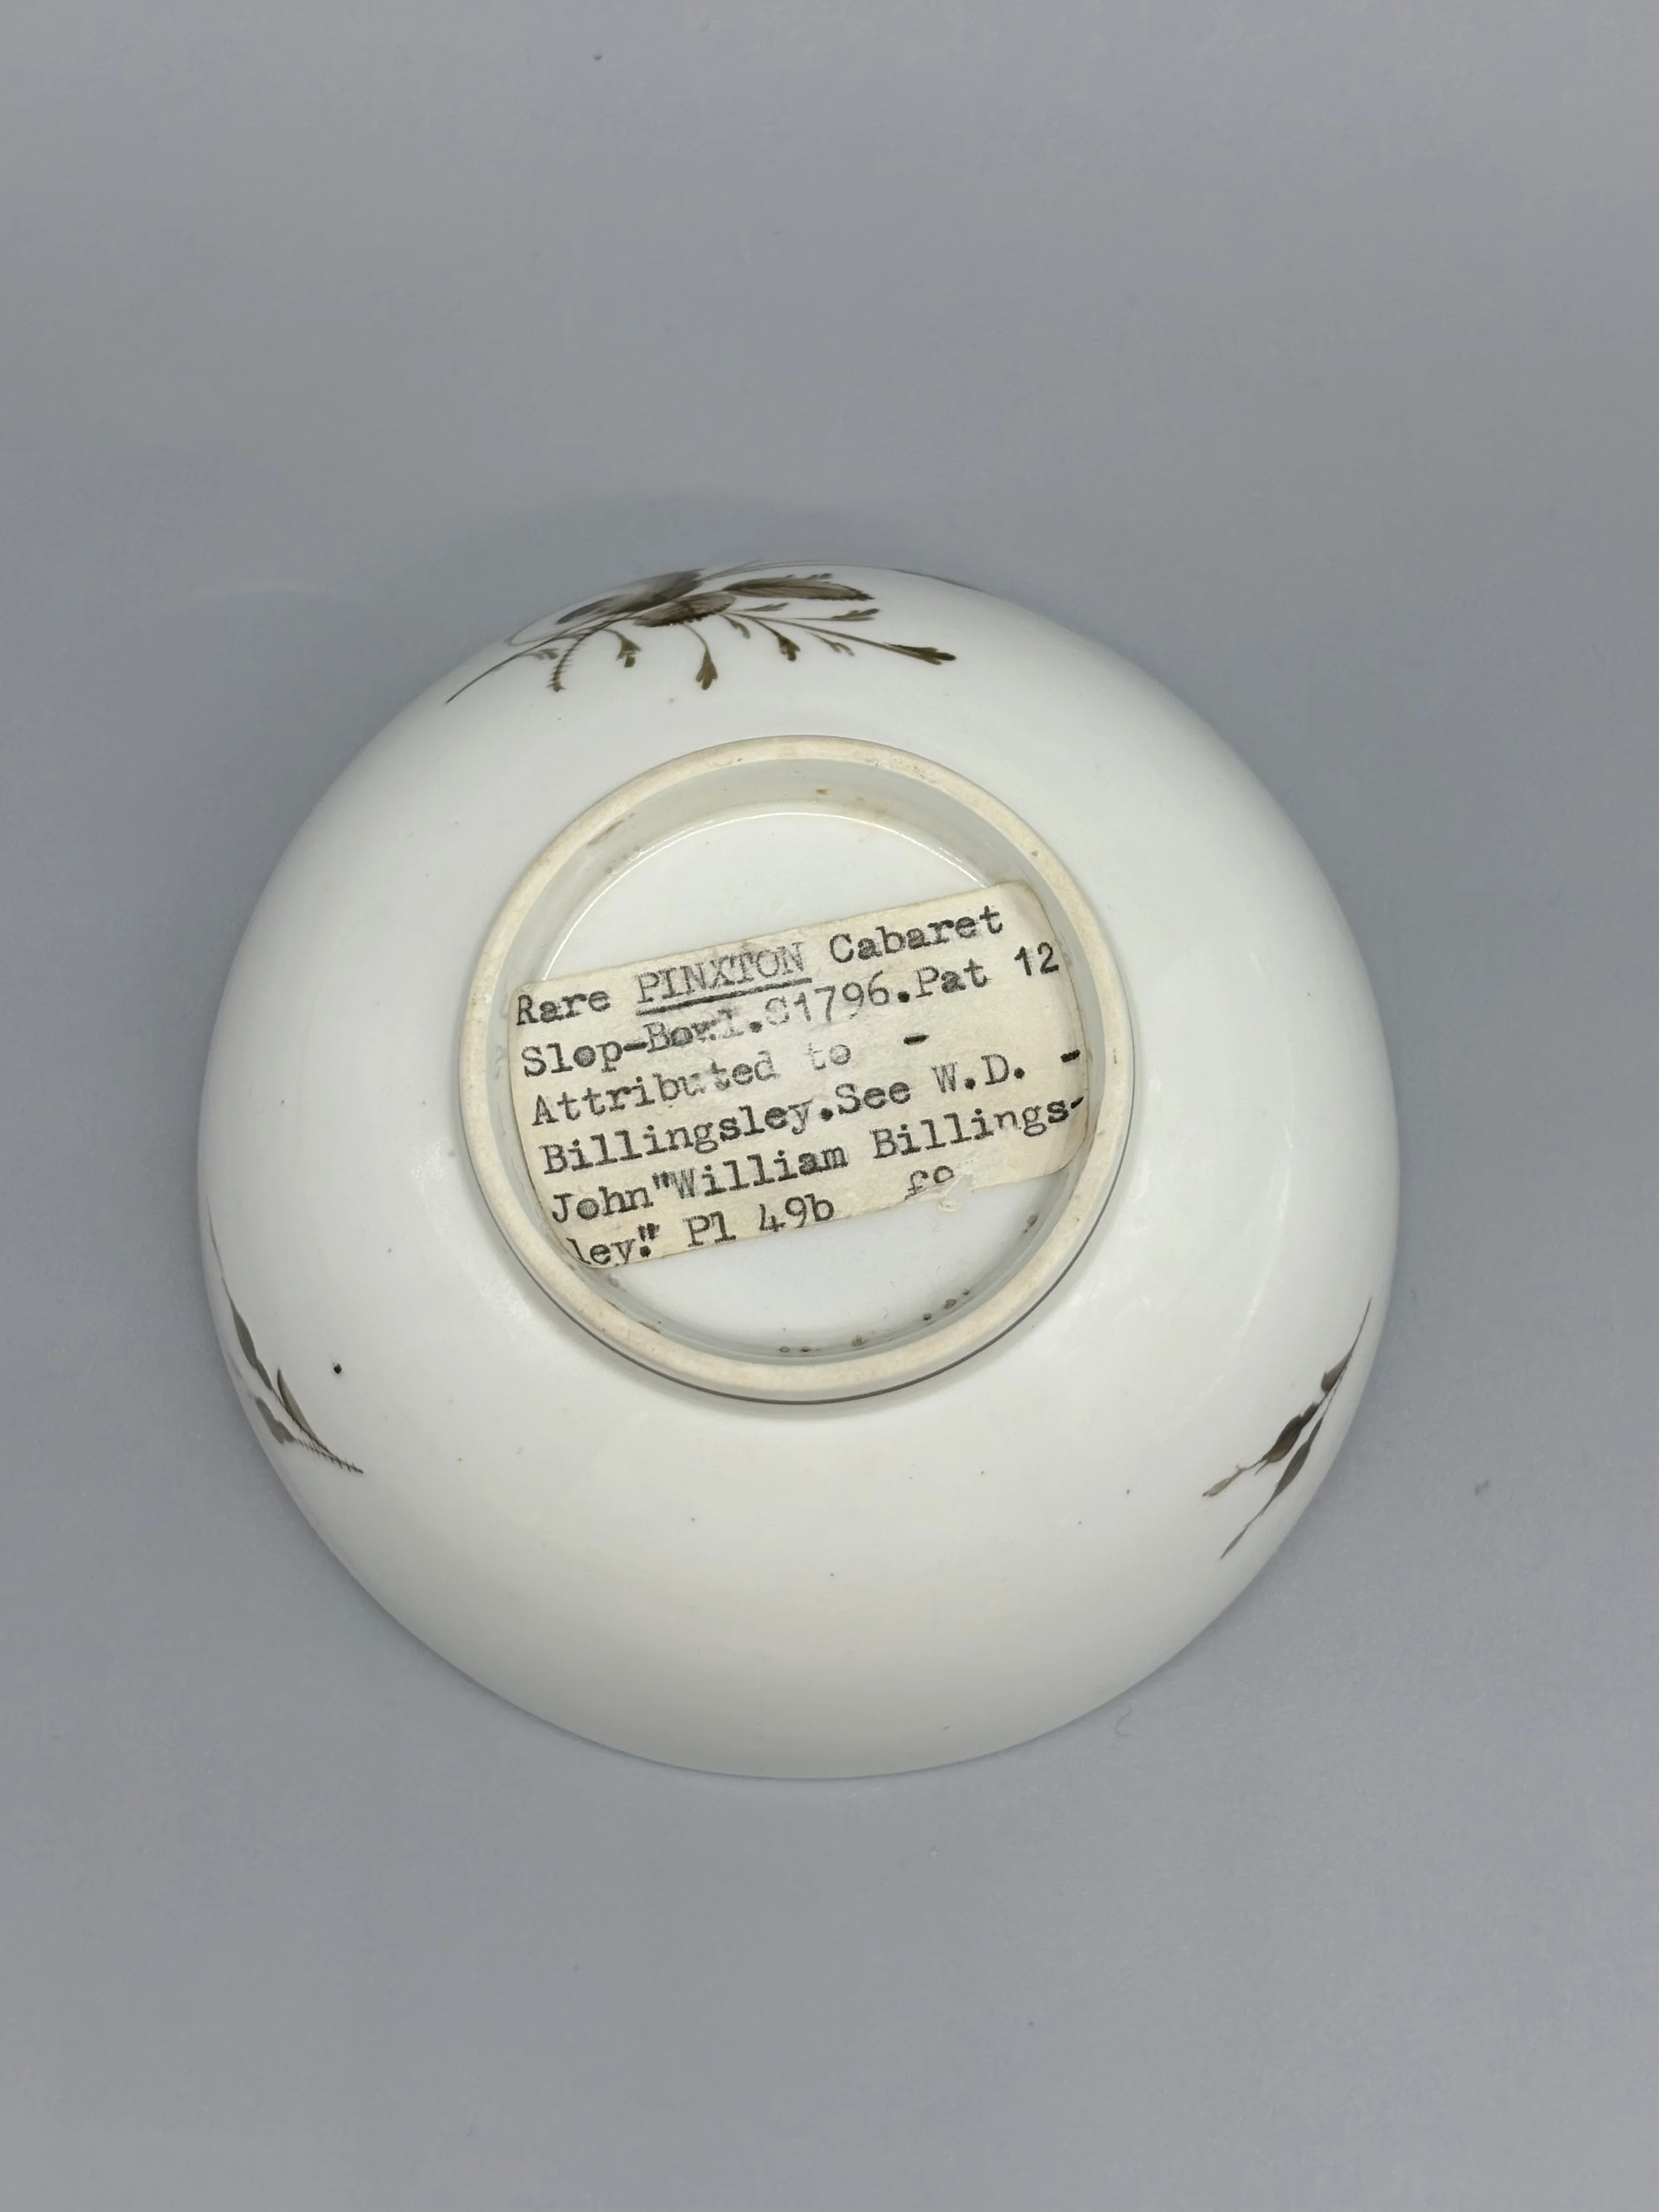 Rare PINXTON Cabaret
Slop-Bowl.C1796.Pat 12
Attributed to -
Billingsley.See W.D. -
John"William Billings-
ley." Pl 49b